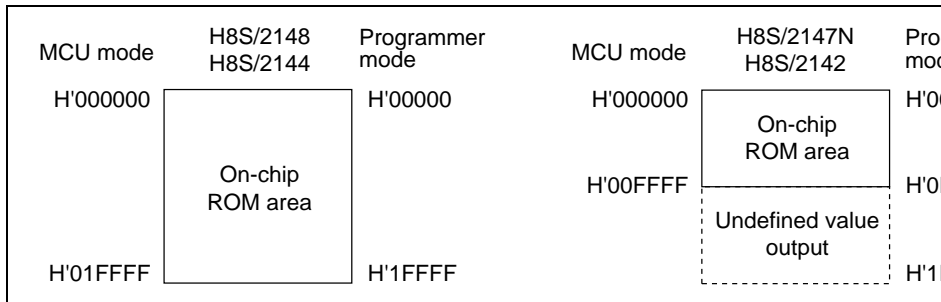 MCU mode
H8S/2148
H8S/2144
Programmer
mode
H'000000
H'00000
On-chip
ROM area
H'01FFFF
H'1FFFF
MCU mode
H8S/2147N
H8S/2142
H'000000
On-chip
ROM area
H'00FFFF
Undefined value
output